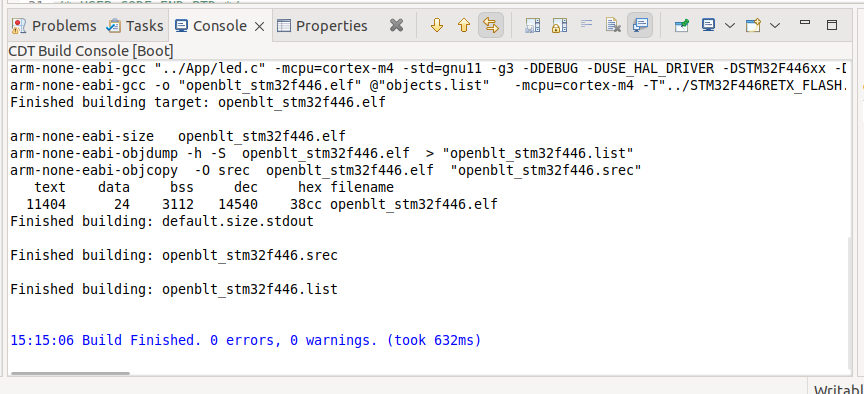 Problems Tasks Console Properties
CDT Build Console [Boot]
arm-none-eabi-gcc "../App/led.c" -mcpu=cortex-m4 -std=gnu11 -g3 -DDEBUG -DUSE_HAL_DRIVER -DSTM32F446xx
arm-none-eabi-gcc -o "openblt_stm32f446.elf" @"objects.list" -mcpu=cortex-m4 -T"../STM32F446RETX_FLASH.
Finished building target: openblt_stm32f446.elf
arm-none-eabi-size openblt_stm32f446.elf
arm-none-eabi-objdump -h -S openblt_stm32f446.elf > "openblt_stm32f446.list"
arm-none-eabi-objcopy -O srec openblt_stm32f446.elf "openblt_stm32f446.srec"
text data bss dec hex filename
11404 24 3112 14540 38cc openblt_stm32f446.elf
Finished building: default.size.stdout
Finished building: openblt_stm32f446.srec
Finished building: openblt_stm32f446.list
15:15:06 Build Finished. 0 errors, 0 warnings. (took 632ms)
Writabl